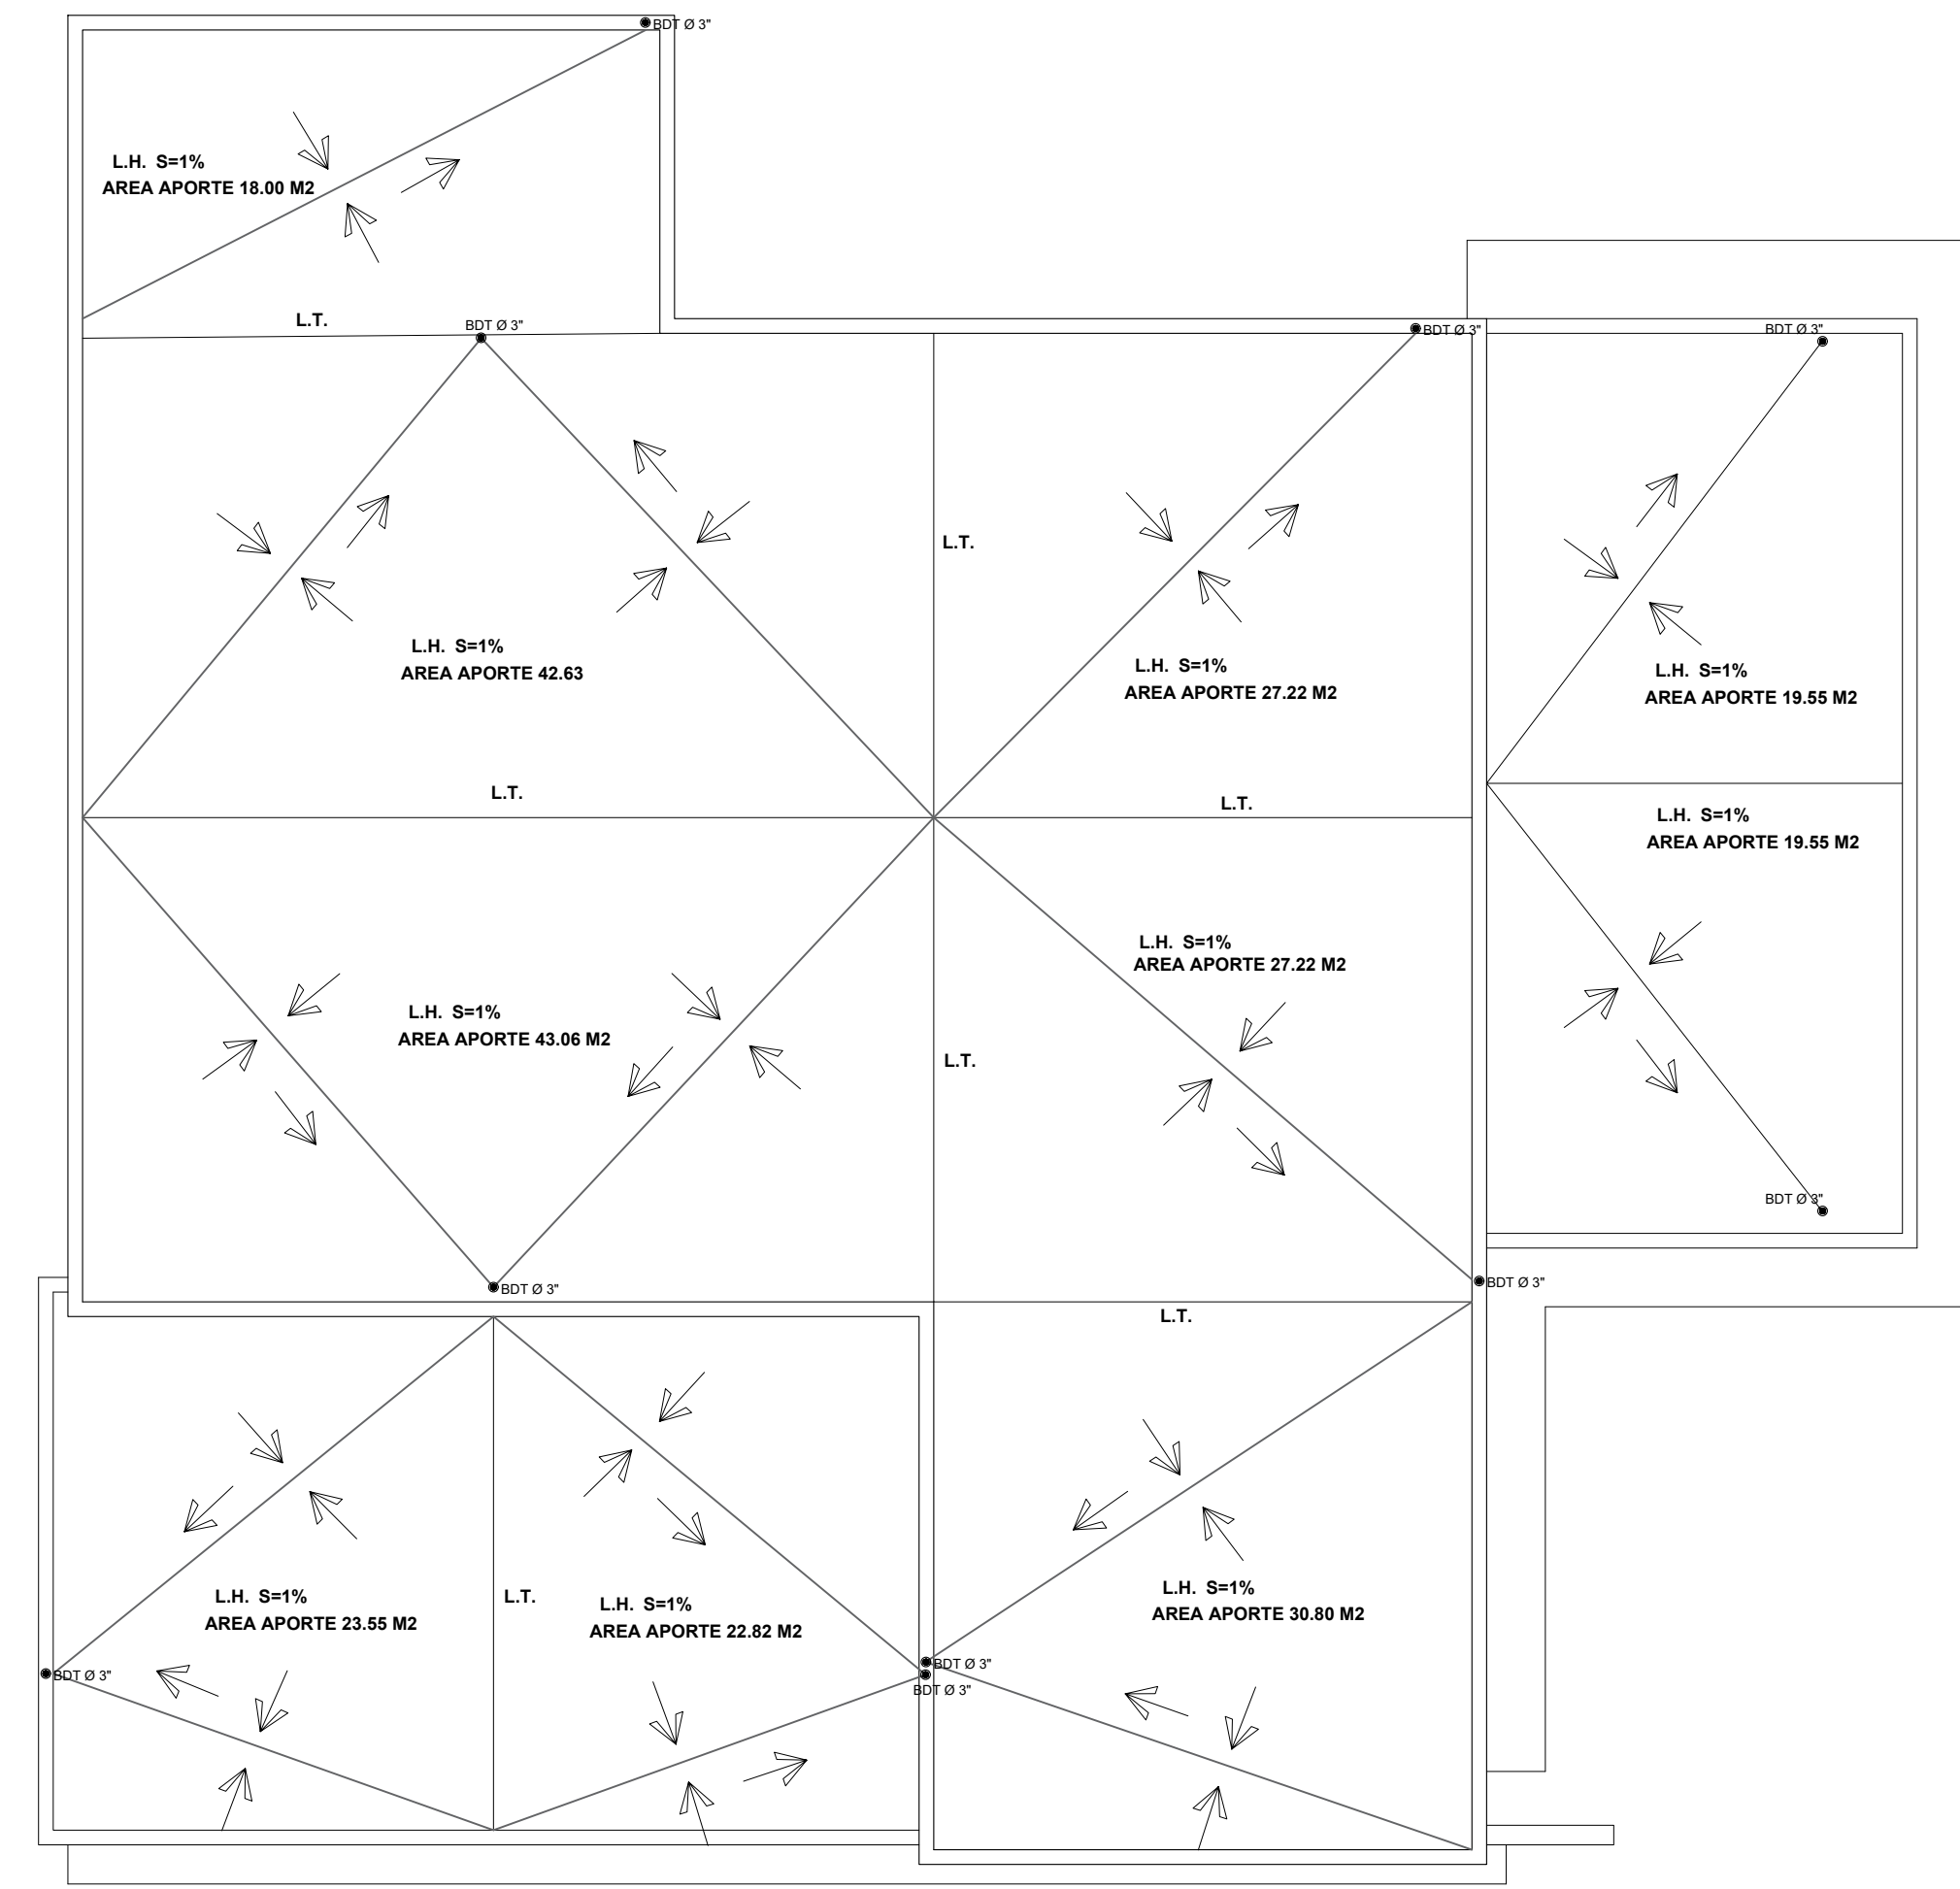 BDT Ø 3"
L.H.  S=1%
AREA APORTE 18.00 M2
L.T.
BDT Ø 3"
BDT Ø 3"
BDT Ø 3"
L.T.
L.H.  S=1%
AREA APORTE 42.63
L.H.  S=1%
AREA APORTE 27.22 M2
L.H.  S=1%
AREA APORTE 19.55 M2
L.T.
L.T.
L.H.  S=1%
AREA APORTE 19.55 M2
L.H.  S=1%
AREA APORTE 27.22 M2
L.H.  S=1%
AREA APORTE 43.06 M2
L.T.
BDT Ø 3"
BDT Ø 3"
BDT Ø 3"
L.T.
L.H.  S=1%
AREA APORTE 23.55 M2
L.T.
L.H.  S=1%
AREA APORTE 22.82 M2
L.H.  S=1%
AREA APORTE 30.80 M2
BDT Ø 3"
BDT Ø 3"
BDT Ø 3"